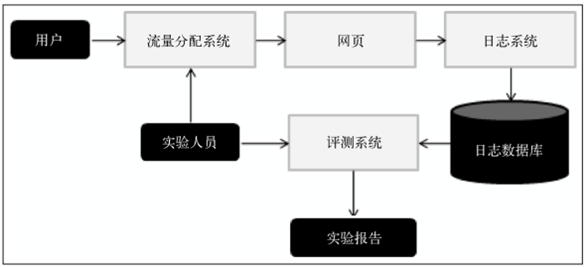 用户
流量分配系统
网页
日志系统
实验人员
评测系统
日志数据库
实验报告